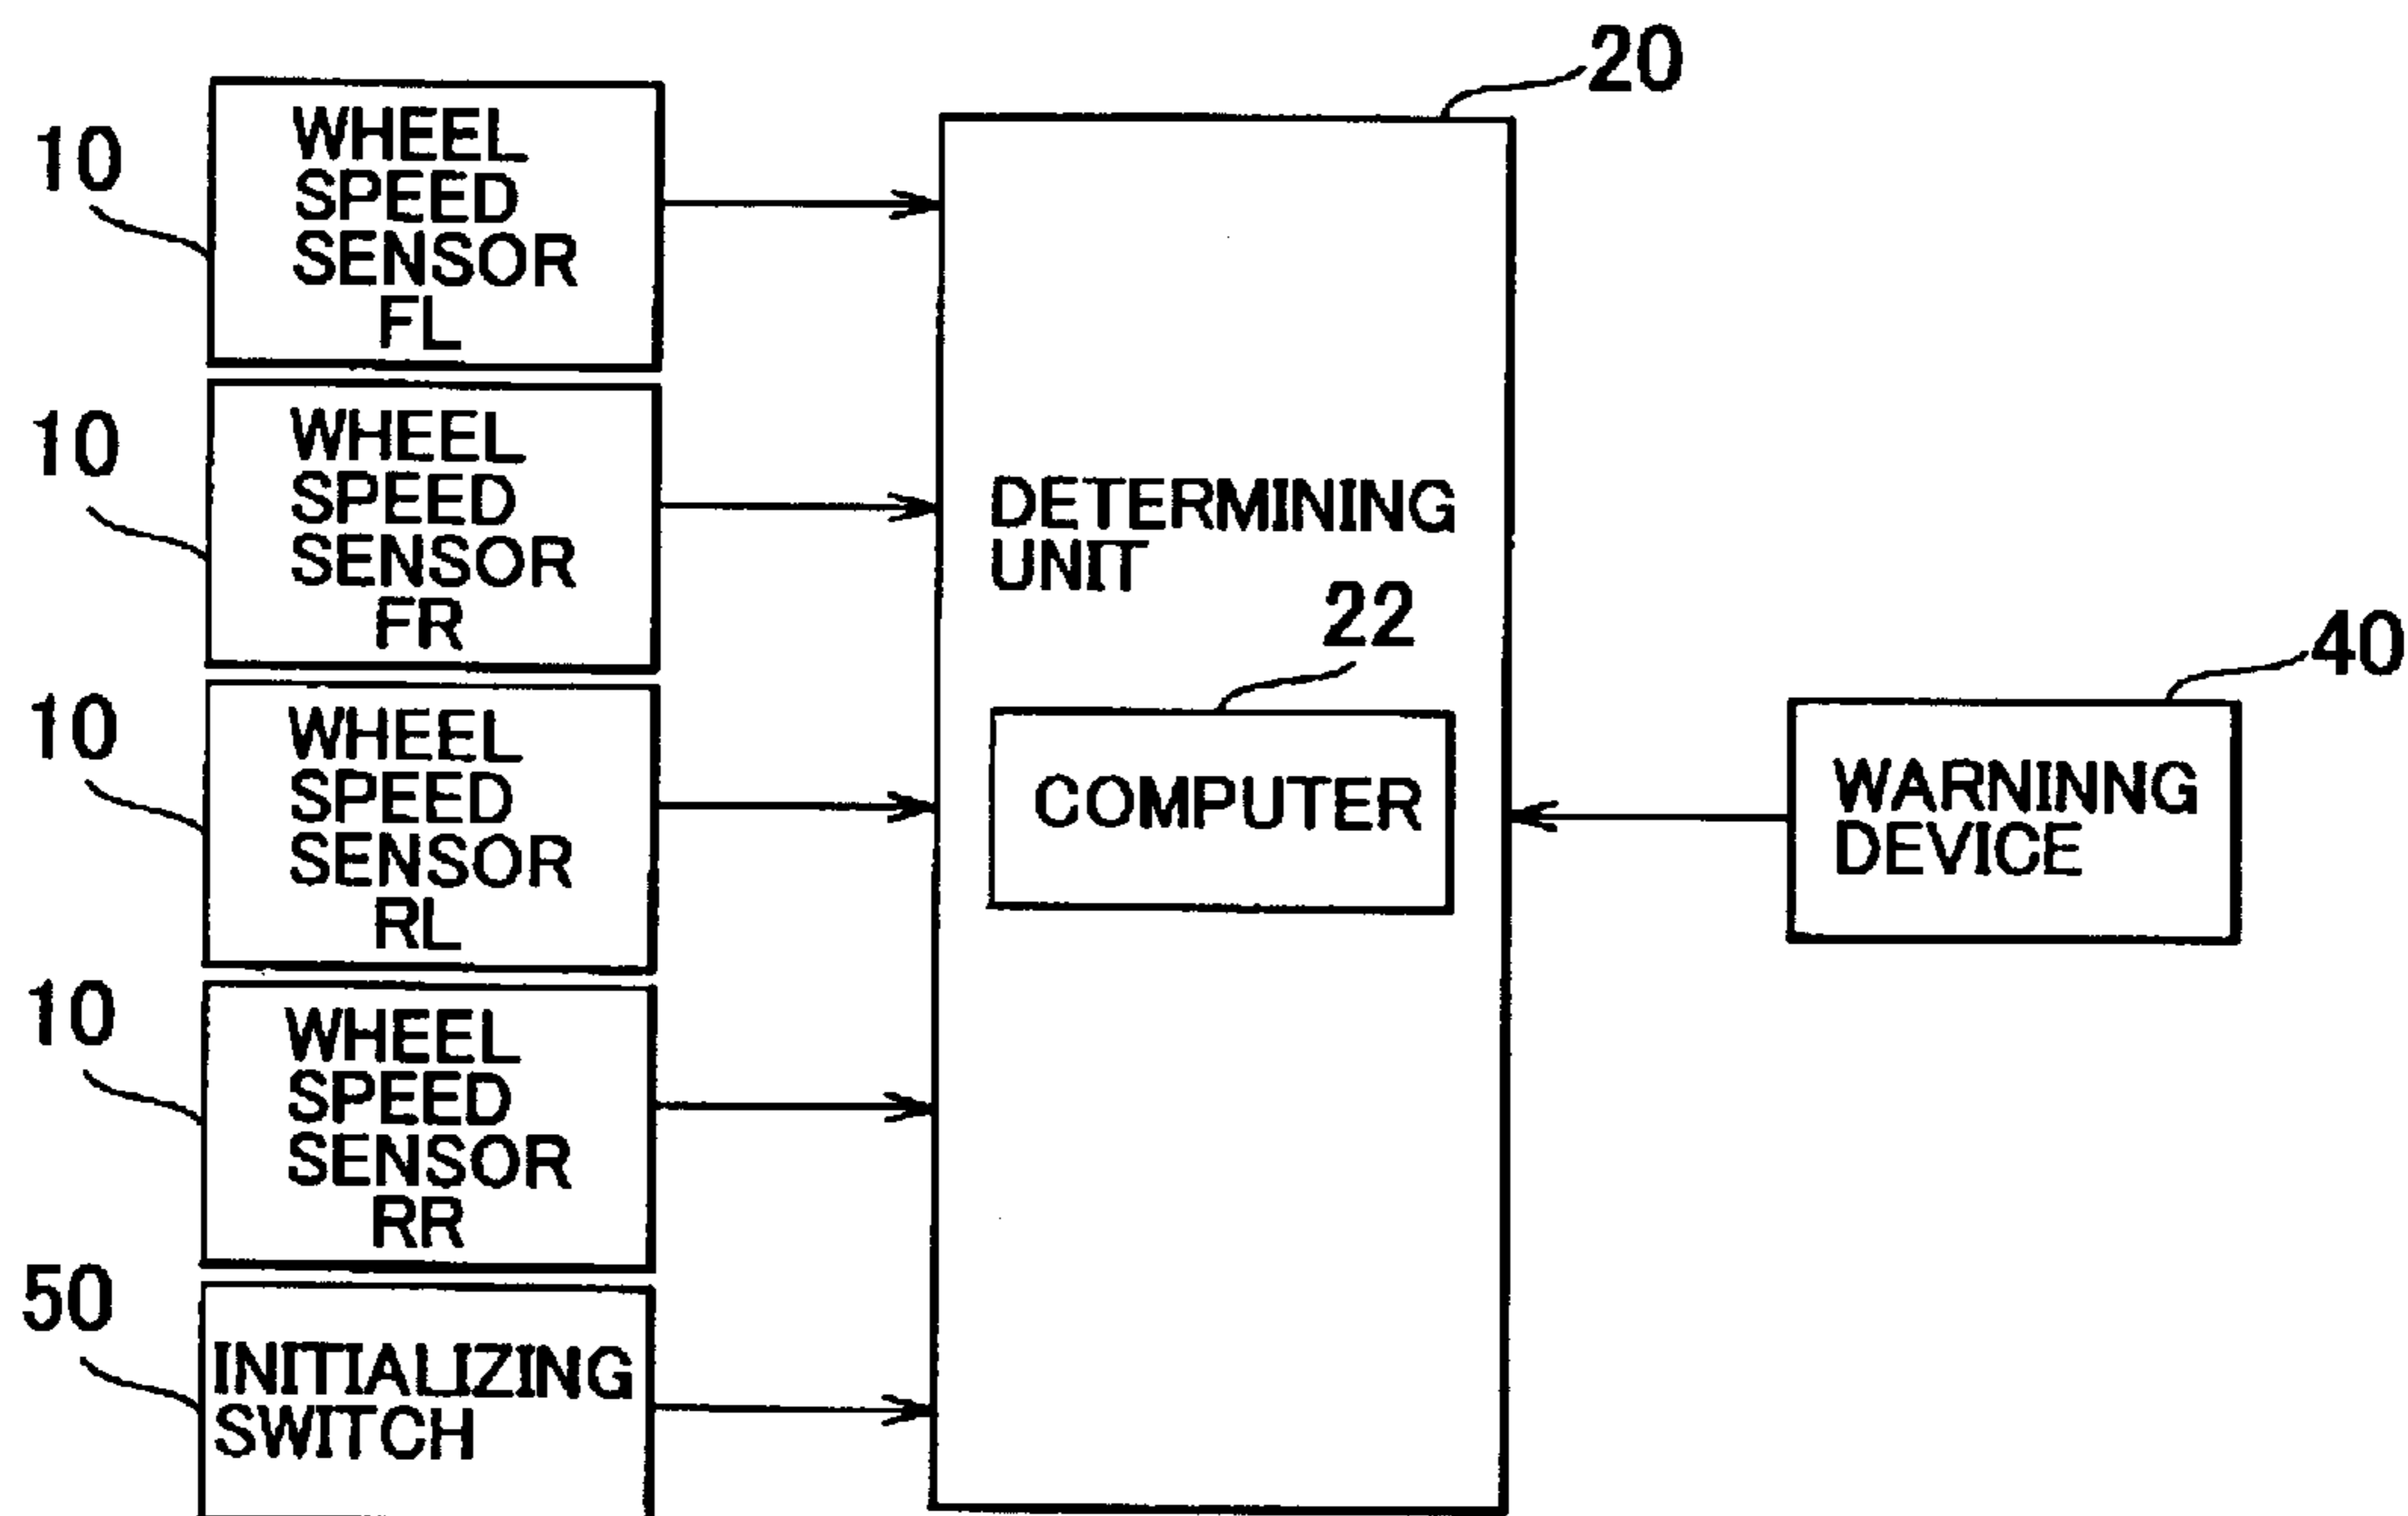 20
10
WHEEL
SPEED
SENSOR
FL
10
WHEEL
SPEED
SENSOR
FR
10
WHEEL
SPEED
SENSOR
RL
10
WHEEL
SPEED
SENSOR
RR
50
INITIALIZING
SWITCH
DETERMINING
UNIT
22
COMPUTER
40
WARNINNG
DEVICE